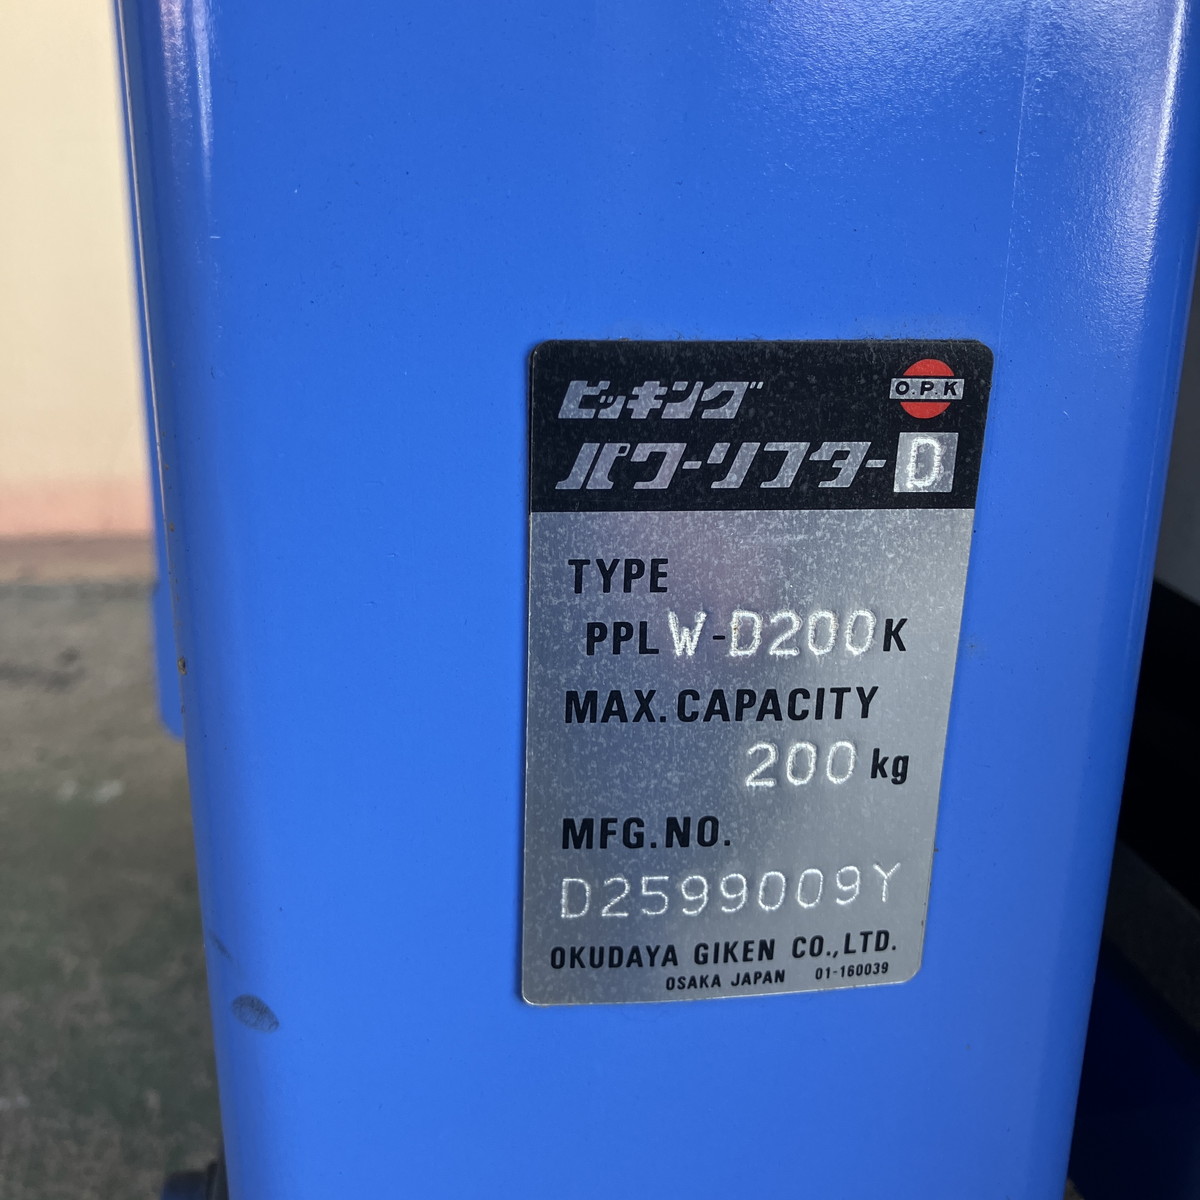 ピッキング
O.P.K
パワーリフターD
TYPE
PPL W-D200K
MAX. CAPACITY
200 kg
MFG. NO.
D2599009Y
OKUDAYA GIKEN CO.,LTD.
OSAKA JAPAN 01-160039